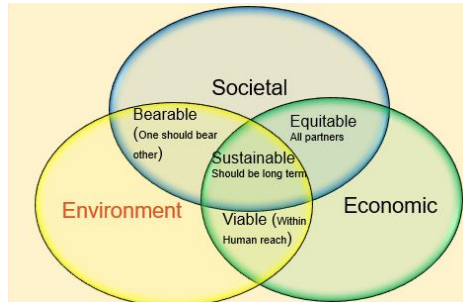 Societal
Bearable
(One should bear
other)
Equitable
All partners
Sustainable
Should be long term
Environment
Economic
Viable (Within
Human reach)